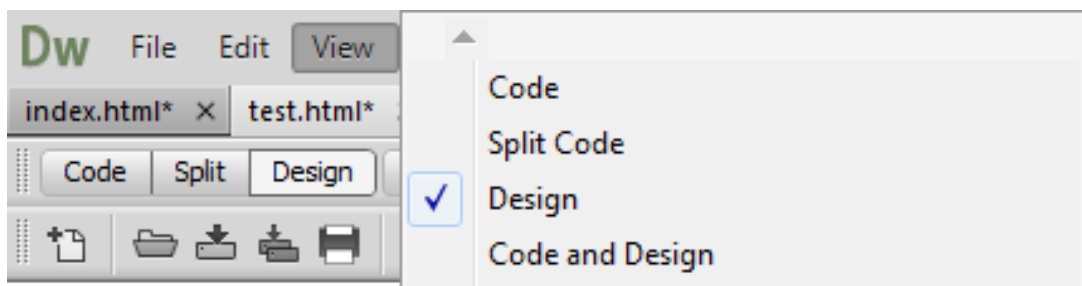 Dw File Edit View
index.html* × test.html*
Code Split Design
Code
Split Code
Design
Code and Design